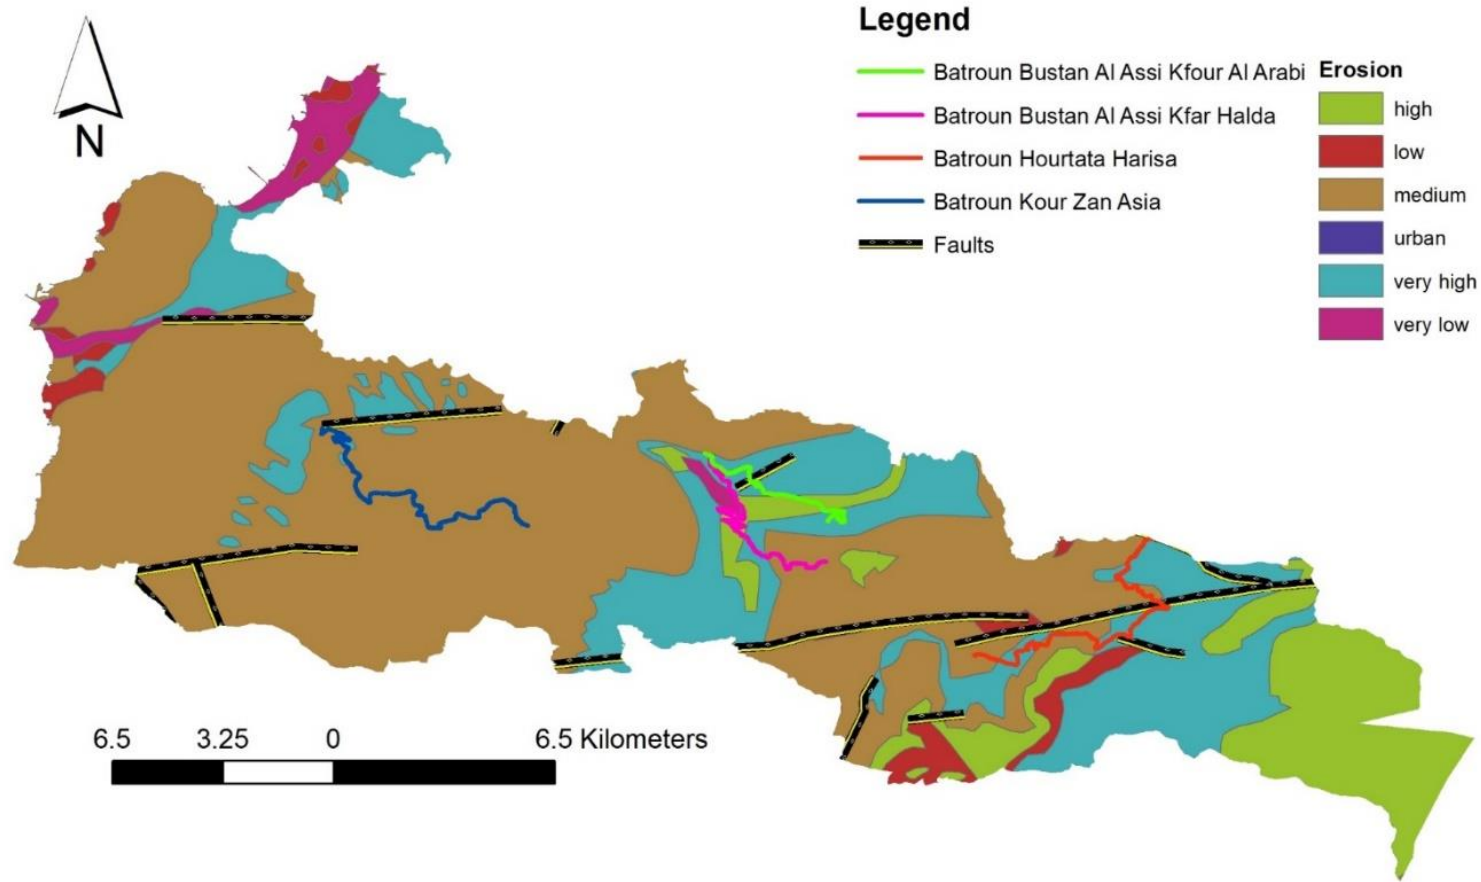 Legend
Batroun Bustan Al Assi Kfour Al Arabi
Batroun Bustan Al Assi Kfar Halda
Batroun Hourtata Harisa
Batroun Kour Zan Asia
Faults
Erosion
high
low
medium
urban
very high
very low
N
6.5 3.25 0 6.5 Kilometers